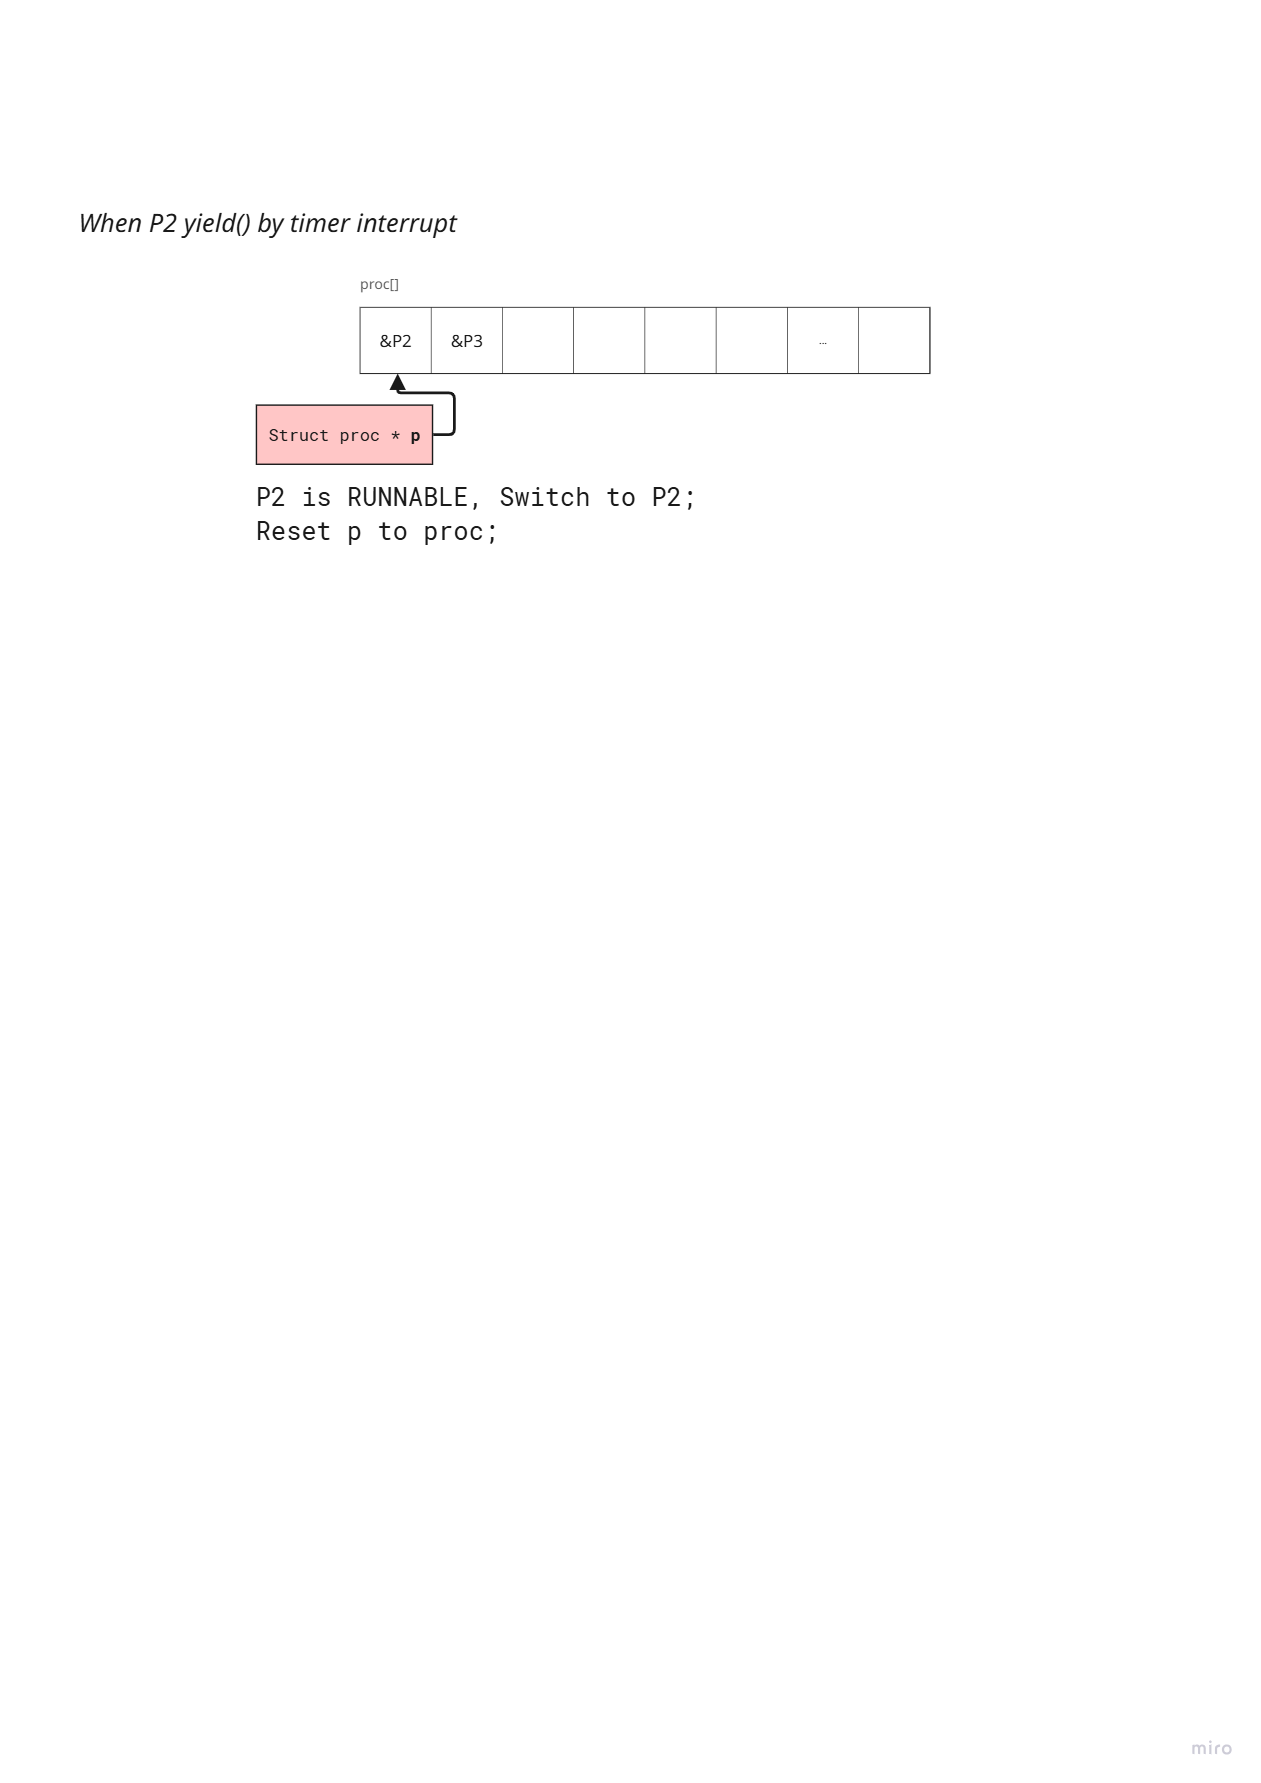 When P2 yield() by timer interrupt
proc[]
&P2 &P3 ...
Struct proc * p
P2 is RUNNABLE, Switch to P2;
Reset p to proc;
miro